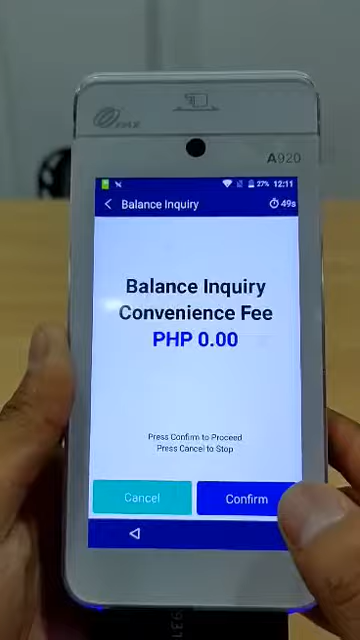 PAX
A920
27% 12:11
Balance Inquiry
49s
Balance Inquiry
Convenience Fee
PHP 0.00
Press Confirm to Proceed
Press Cancel to Stop
Cancel
Confirm